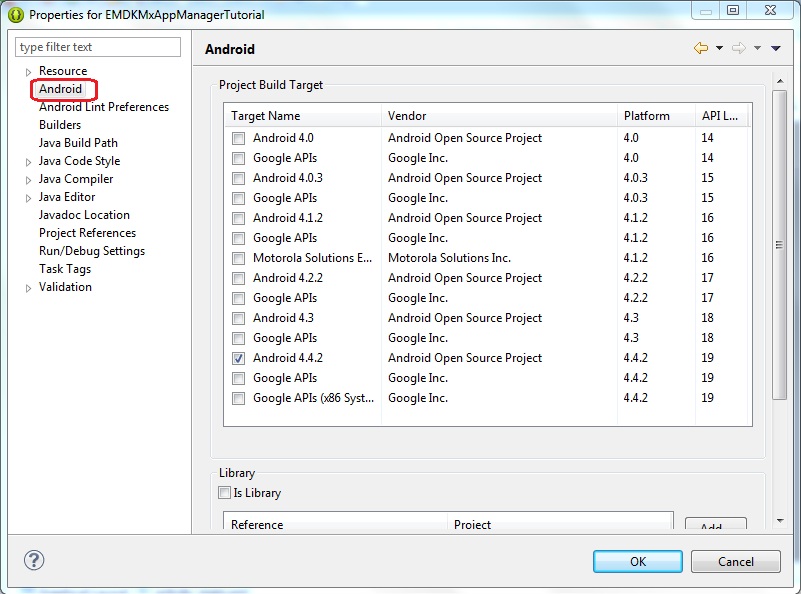 Properties for EMDKMxAppManagerTutorial
type filter text
Resource
Android
Android Lint Preferences
Builders
Java Build Path
Java Code Style
Java Compiler
Java Editor
Javadoc Location
Project References
Run/Debug Settings
Task Tags
Validation
Android
Project Build Target
Target Name Vendor Platform API L...
Android 4.0 Android Open Source Project 4.0 14
Google APIs Google Inc. 4.0 14
Android 4.0.3 Android Open Source Project 4.0.3 15
Google APIs Google Inc. 4.0.3 15
Android 4.1.2 Android Open Source Project 4.1.2 16
Google APIs Google Inc. 4.1.2 16
Motorola Solutions E... Motorola Solutions Inc. 4.1.2 16
Android 4.2.2 Android Open Source Project 4.2.2 17
Google APIs Google Inc. 4.2.2 17
Android 4.3 Android Open Source Project 4.3 18
Google APIs Google Inc. 4.3 18
Android 4.4.2 Android Open Source Project 4.4.2 19
Google APIs Google Inc. 4.4.2 19
Google APIs (x86 Syst... Google Inc. 4.4.2 19
Library
Is Library
Reference Project Add...
? OK Cancel